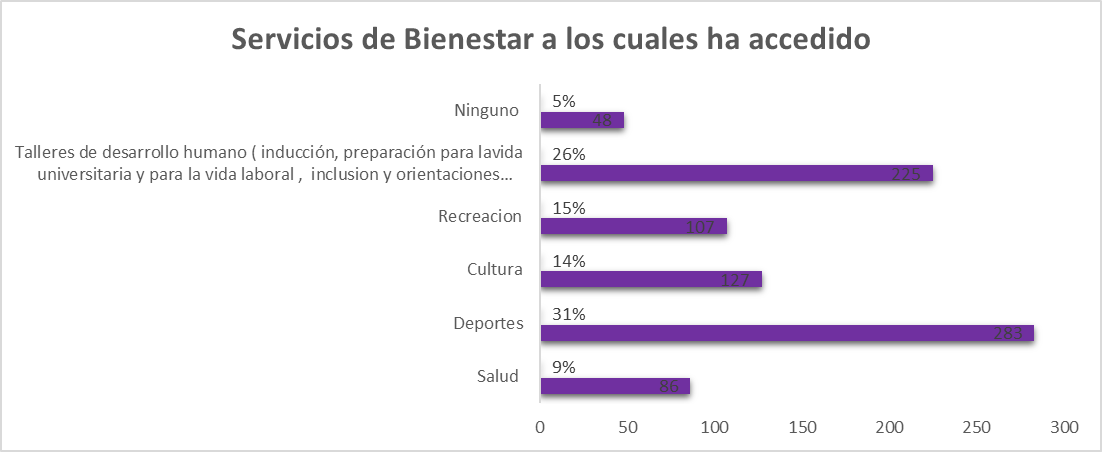 Servicios de Bienestar a los cuales ha accedido
Ninguno
5%
48
Talleres de desarrollo humano ( inducción, preparación para lavida
universitaria y para la vida laboral ,  inclusion y orientaciones…
26%
225
Recreacion
15%
107
Cultura
14%
127
Deportes
31%
283
Salud
9%
86
0 50 100 150 200 250 300